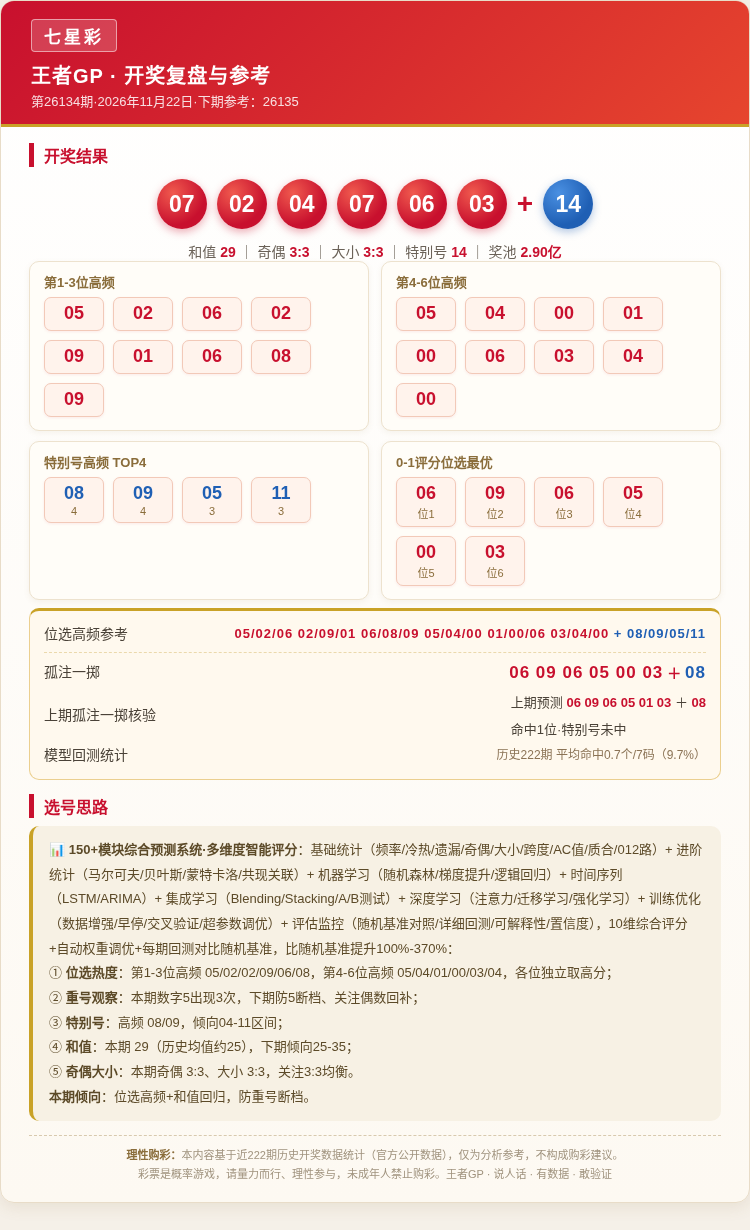 七星彩
王者GP · 开奖复盘与参考
第26134期·2026年11月22日·下期参考：26135
开奖结果
07 02 04 07 06 03 + 14
和值 29 ｜ 奇偶 3:3 ｜ 大小 3:3 ｜ 特别号 14 ｜ 奖池 2.90亿
第1-3位高频
05 02 06 02
09 01 06 08
09
第4-6位高频
05 04 00 01
00 06 03 04
00
特别号高频 TOP4
08 09 05 11
4 4 3 3
0-1评分位选最优
06 09 06 05
位1 位2 位3 位4
00 03
位5 位6
位选高频参考 05/02/06 02/09/01 06/08/09 05/04/00 01/00/06 03/04/00 + 08/09/05/11
孤注一掷 06 09 06 05 00 03 ＋ 08
上期孤注一掷核验 上期预测 06 09 06 05 01 03 ＋ 08
命中1位·特别号未中
模型回测统计 历史222期 平均命中0.7个/7码（9.7%）
选号思路
📊 150+模块综合预测系统·多维度智能评分：基础统计（频率/冷热/遗漏/奇偶/大小/跨度/AC值/质合/012路）+ 进阶
统计（马尔可夫/贝叶斯/蒙特卡洛/共现关联）+ 机器学习（随机森林/梯度提升/逻辑回归）+ 时间序列
（LSTM/ARIMA）+ 集成学习（Blending/Stacking/A/B测试）+ 深度学习（注意力/迁移学习/强化学习）+ 训练优化
（数据增强/早停/交叉验证/超参数调优）+ 评估监控（随机基准对照/详细回测/可解释性/置信度），10维综合评分
+自动权重调优+每期回测对比随机基准，比随机基准提升100%-370%：
① 位选热度：第1-3位高频 05/02/02/09/06/08，第4-6位高频 05/04/01/00/03/04，各位独立取高分；
② 重号观察：本期数字5出现3次，下期防5断档、关注偶数回补；
③ 特别号：高频 08/09，倾向04-11区间；
④ 和值：本期 29（历史均值约25），下期倾向25-35；
⑤ 奇偶大小：本期奇偶 3:3、大小 3:3，关注3:3均衡。
本期倾向：位选高频+和值回归，防重号断档。
理性购彩：本内容基于近222期历史开奖数据统计（官方公开数据），仅为分析参考，不构成购彩建议。
彩票是概率游戏，请量力而行、理性参与，未成年人禁止购彩。王者GP · 说人话 · 有数据 · 敢验证